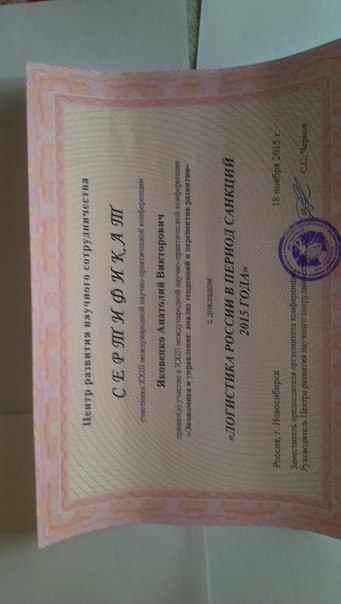 Центр развития научного сотрудничества
СЕРТИФИКАТ
участника XXIII международной научно-практической конференции
Яковенко Анатолий Викторович
принял(а) участие в XXIII международной научно-практической конференции
«Экономика и управление: анализ тенденций и перспектив развития»
с докладом
«ЛОГИСТИКА РОССИИ В ПЕРИОД САНКЦИЙ
2015 ГОДА»
Россия, г. Новосибирск 18 ноября 2015 г.
Заместитель председателя оргкомитета конференции,
Руководитель Центра развития научного сотрудничества С.С. Чернов